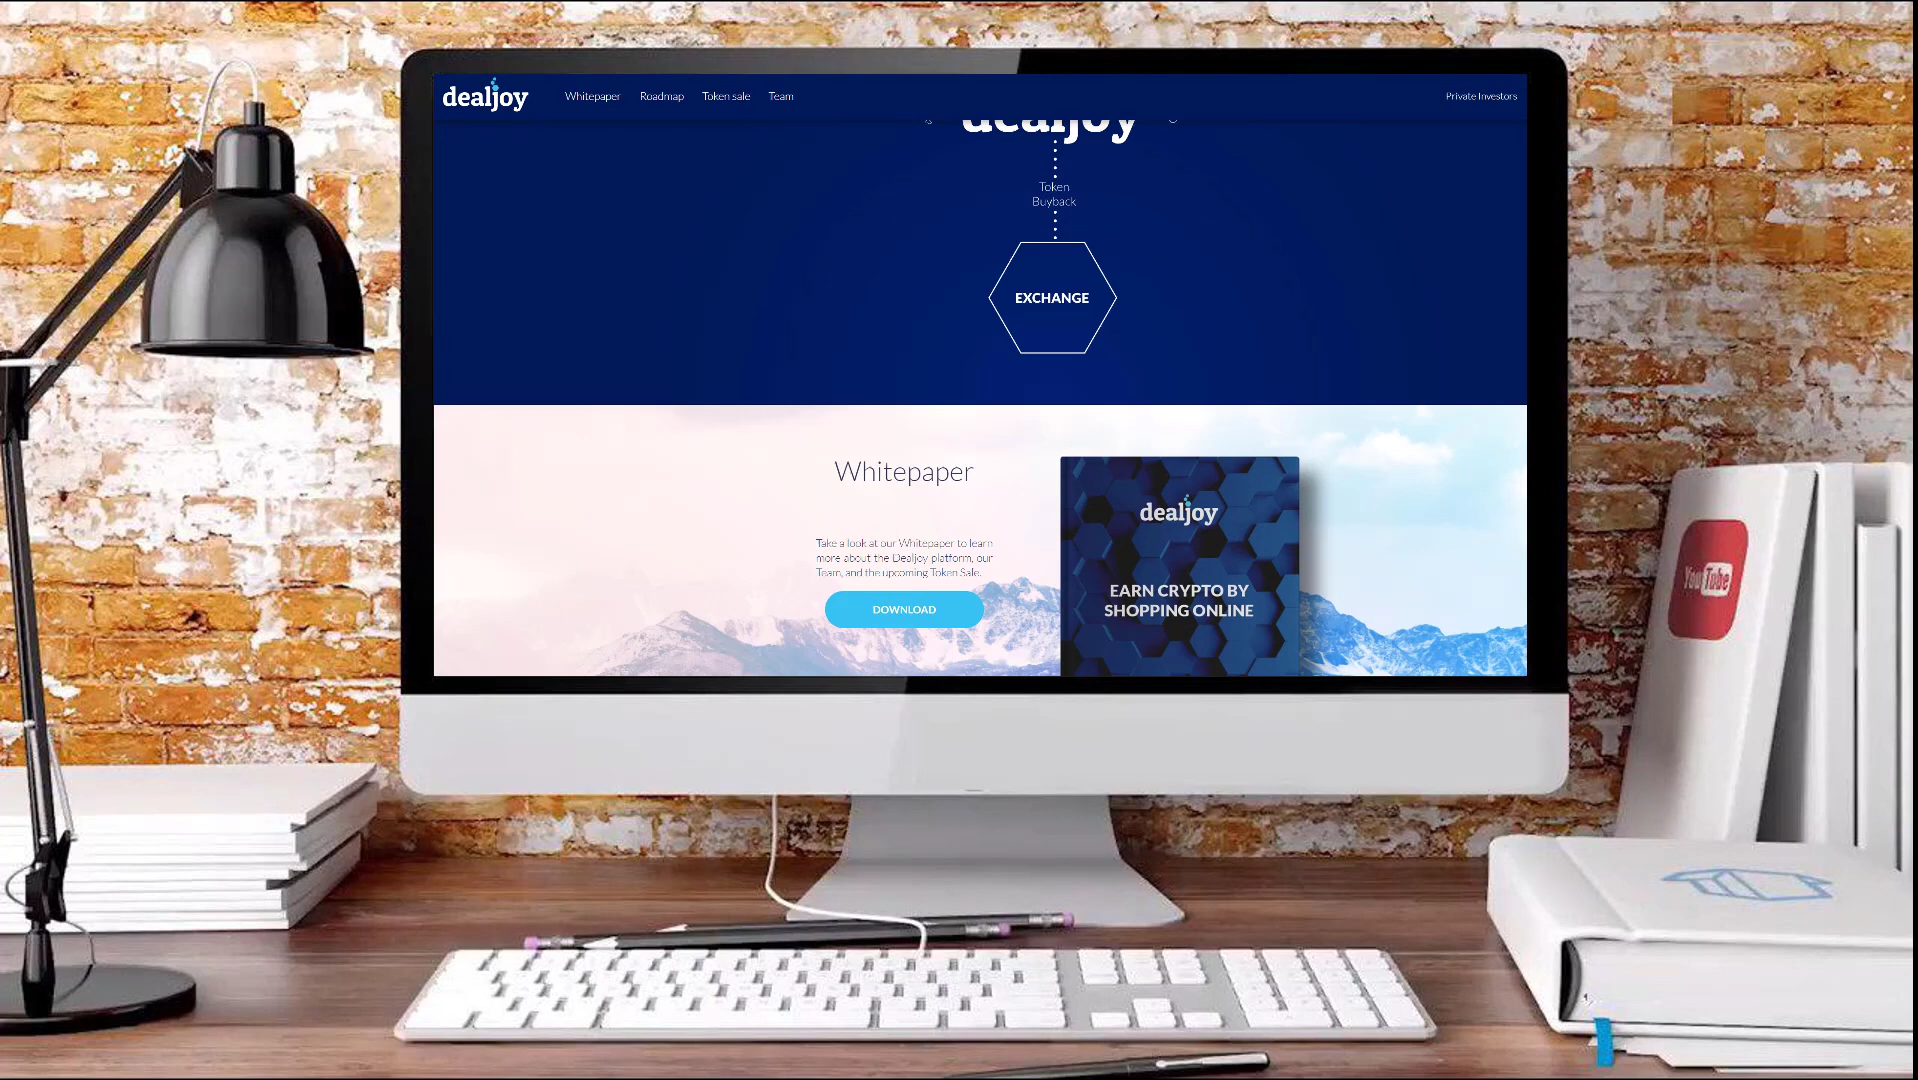 dealjoy
Whitepaper Roadmap Token sale Team
Private Investors
dealjoy
Token
Buyback
EXCHANGE
Whitepaper
Take a look at our Whitepaper to learn
more about the Dealjoy platform, our
Team, and the upcoming Token Sale.
DOWNLOAD
dealjoy
EARN CRYPTO BY
SHOPPING ONLINE
YouTube